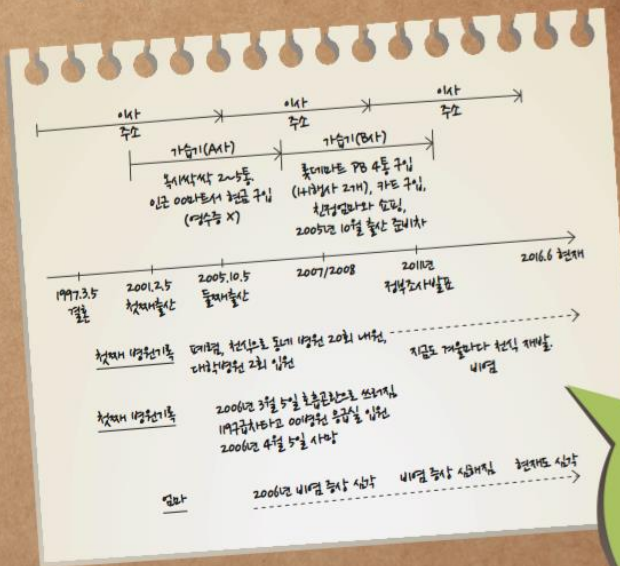 이사 이사 이사
주소 주소 주소
가습기(A사) 가습기(B사)
옥시싹싹 2~5통.
인근 00마트서 현금 구입
(영수증 X)
롯데마트 PB 4통 구입
(1+1행사 2개), 카드 구입,
친정엄마와 쇼핑,
2005년 10월 출산 준비차
1997.3.5
결혼
2001.2.5
첫째출산
2005.10.5
둘째출산
2007/2008
2011년
정부조사발표
2016.6 현재
첫째 병원기록
폐렴, 천식으로 동네 병원 20회 내원,
대학병원 2회 입원
지금도 겨울마다 천식 재발.
비염
첫째 병원기록
2006년 3월 5일 호흡곤란으로 쓰러짐
119구급차타고 00병원 응급실 입원
2006년 4월 5일 사망
엄마
2006년 비염 증상 심각
비염 증상 심해짐
현재도 심각